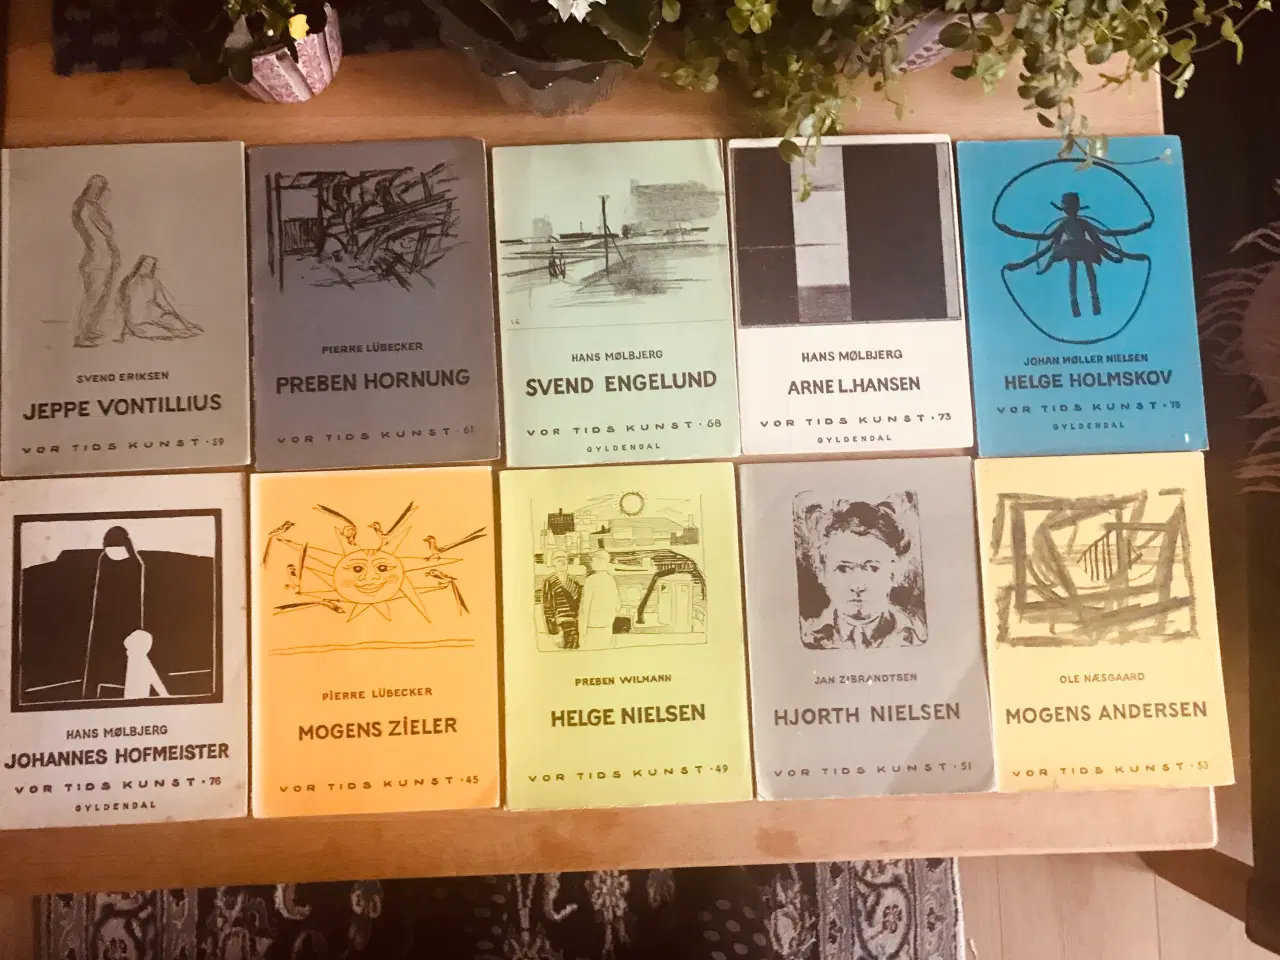 SVEND ERIKSEN
JEPPE VONTILLIUS
VOR TIDS KUNST · 59
PIERRE LÜBECKER
PREBEN HORNUNG
VOR TIDS KUNST · 61
HANS MØLBJERG
SVEND ENGELUND
VOR TIDS KUNST · 68
GYLDENDAL
HANS MØLBJERG
ARNE L. HANSEN
VOR TIDS KUNST · 73
GYLDENDAL
JOHAN MØLLER NIELSEN
HELGE HOLMSKOV
VOR TIDS KUNST · 75
GYLDENDAL
HANS MØLBJERG
JOHANNES HOFMEISTER
VOR TIDS KUNST · 76
GYLDENDAL
PIERRE LÜBECKER
MOGENS ZIELER
VOR TIDS KUNST · 45
PREBEN WILMANN
HELGE NIELSEN
VOR TIDS KUNST · 49
JAN ZIBRANDTSEN
HJORTH NIELSEN
VOR TIDS KUNST · 51
OLE NÆSGAARD
MOGENS ANDERSEN
VOR TIDS KUNST · 53